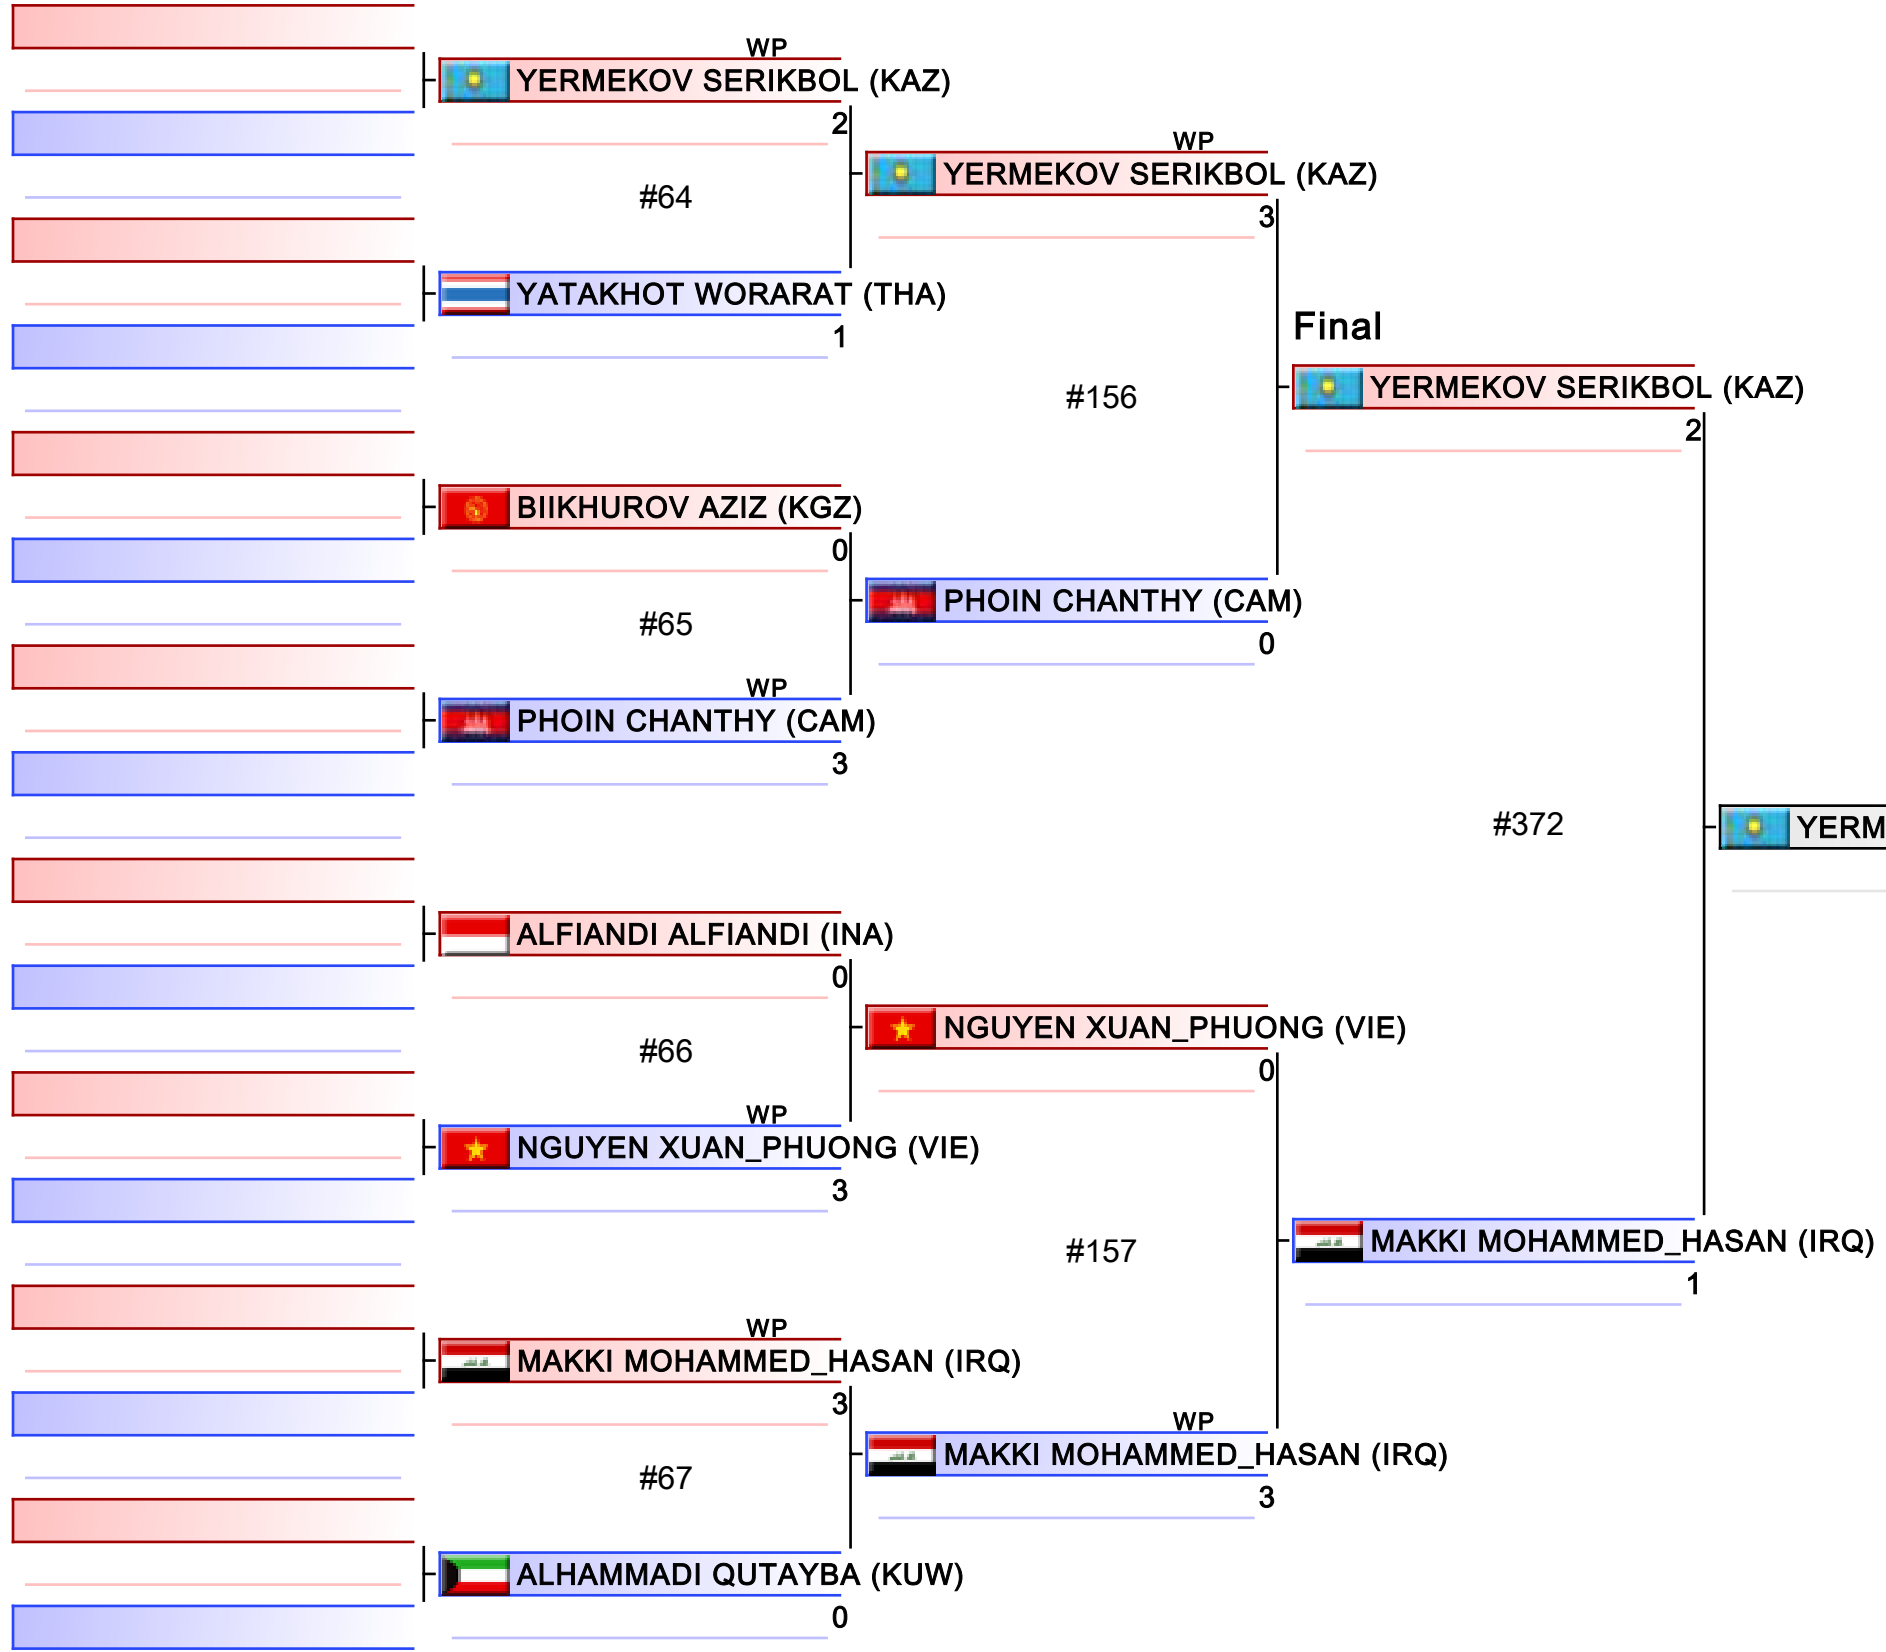 WP
YERMEKOV SERIKBOL (KAZ)
2
#64
YATAKHOT WORARAT (THA)
1
BIIKHUROV AZIZ (KGZ)
0
#65
WP
PHOIN CHANTHY (CAM)
3
ALFIANDI ALFIANDI (INA)
0
#66
WP
NGUYEN XUAN_PHUONG (VIE)
3
WP
MAKKI MOHAMMED_HASAN (IRQ)
3
#67
ALHAMMADI QUTAYBA (KUW)
0
WP
YERMEKOV SERIKBOL (KAZ)
3
#156
PHOIN CHANTHY (CAM)
0
NGUYEN XUAN_PHUONG (VIE)
0
#157
WP
MAKKI MOHAMMED_HASAN (IRQ)
3
Final
YERMEKOV SERIKBOL (KAZ)
2
#372
MAKKI MOHAMMED_HASAN (IRQ)
1
YERM